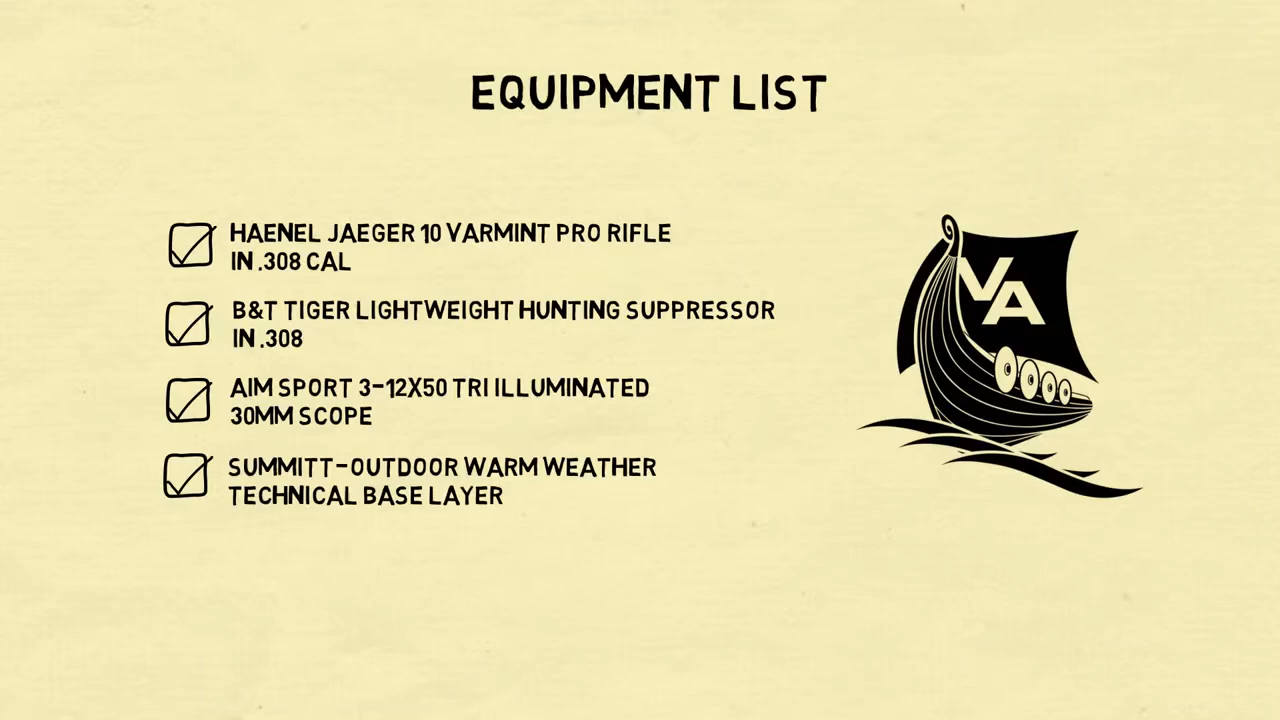 EQUIPMENT LIST
HAENEL JAEGER 10 VARMINT PRO RIFLE
IN .308 CAL
B&T TIGER LIGHTWEIGHT HUNTING SUPPRESSOR
IN .308
AIM SPORT 3-12X50 TRI ILLUMINATED
30MM SCOPE
SUMMITT-OUTDOOR WARM WEATHER
TECHNICAL BASE LAYER
VA